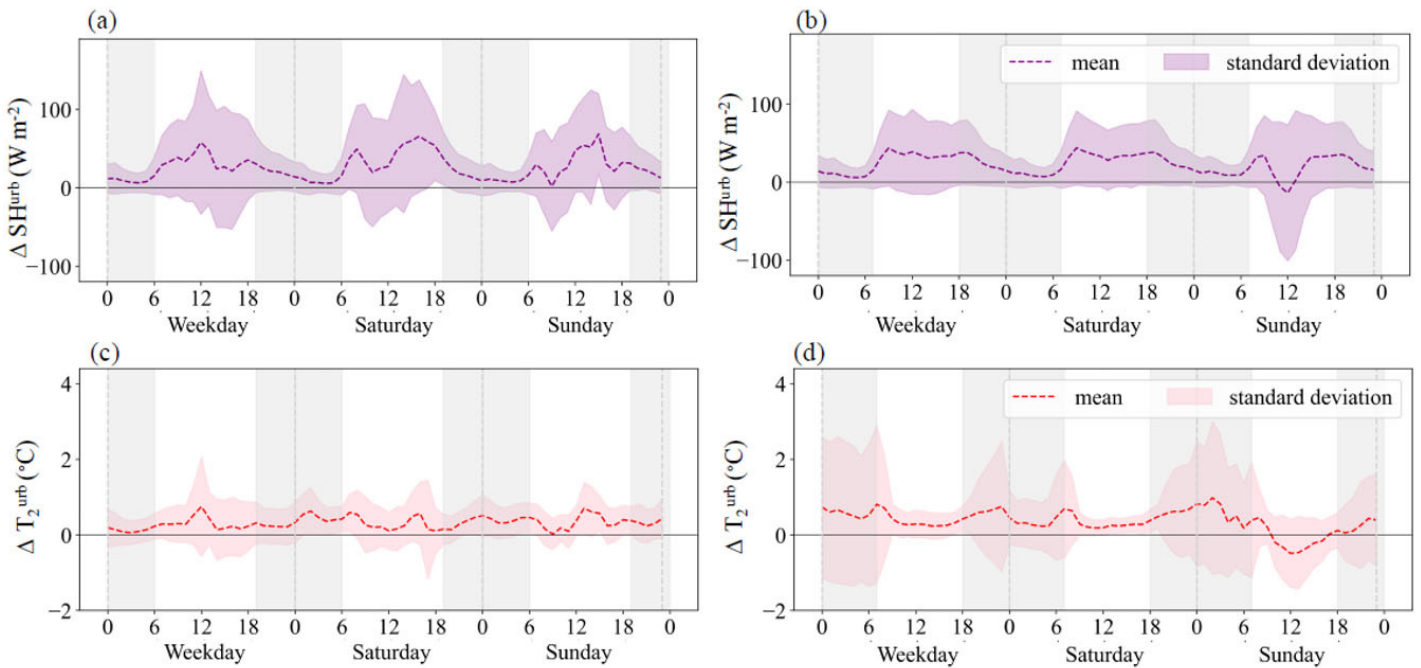 (a)
Δ SH^urb (W m^-2)
100
0
−100
0 6 12 18 0 6 12 18 0 6 12 18 0
Weekday Saturday Sunday
(b)
mean standard deviation
Δ SH^urb (W m^-2)
100
0
−100
0 6 12 18 0 6 12 18 0 6 12 18 0
Weekday Saturday Sunday
(c)
Δ T₂^urb (°C)
4
2
0
−2
0 6 12 18 0 6 12 18 0 6 12 18 0
Weekday Saturday Sunday
(d)
mean standard deviation
Δ T₂^urb (°C)
4
2
0
−2
0 6 12 18 0 6 12 18 0 6 12 18 0
Weekday Saturday Sunday